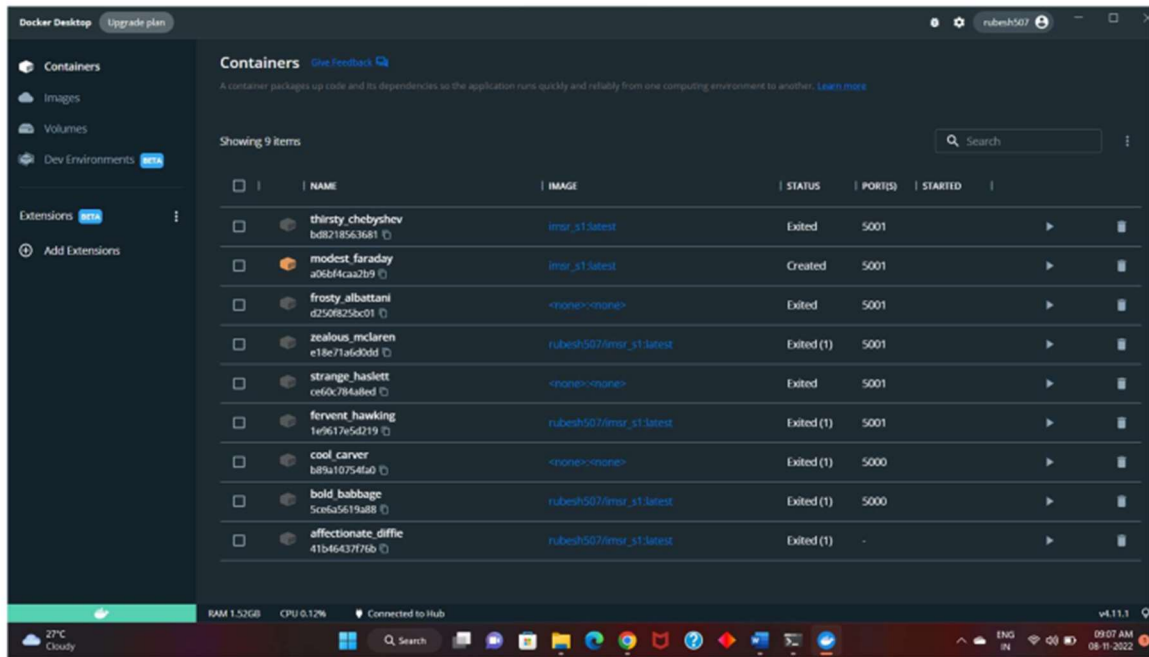 Docker Desktop Upgrade plan rubesh507
Containers
Images
Volumes
Dev Environments BETA
Extensions BETA
Add Extensions
Containers Give Feedback
A container packages up code and its dependencies so the application runs quickly and reliably from one computing environment to another. Learn more
Showing 9 items
Search
NAME IMAGE STATUS PORT(S) STARTED
thirsty_chebyshev imsr_s1:latest Exited 5001
bd8218563681
modest_faraday imsr_s1:latest Created 5001
a06bf4caa2b9
frosty_albattani <none>:<none> Exited 5001
d250f825bc01
zealous_mclaren rubesh507/imsr_s1:latest Exited (1) 5001
e18e71a6d0dd
strange_haslett <none>:<none> Exited 5001
ce60c784a8ed
fervent_hawking rubesh507/imsr_s1:latest Exited (1) 5001
1e9617e5d219
cool_carver <none>:<none> Exited (1) 5000
b89a10754fa0
bold_babbage rubesh507/imsr_s1:latest Exited (1) 5000
5ce6a5619a88
affectionate_diffie rubesh507/imsr_s1:latest Exited (1) -
41b46437f76b
RAM 1.52GB CPU 0.12% Connected to Hub v4.11.1
27°C
Cloudy
Search
ENG
IN
09:07 AM
08-11-2022